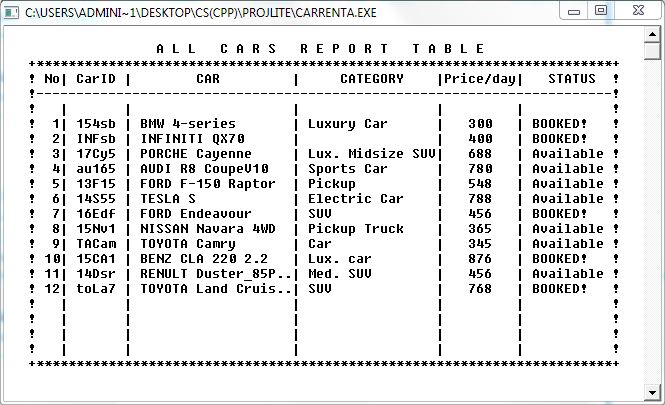 C:\USERS\ADMINI~1\DESKTOP\CS(CPP)\PROJLITE\CARRENTA.EXE
A L L   C A R S   R E P O R T   T A B L E
No| CarID | CAR | CATEGORY |Price/day| STATUS
1| 154sb | BMW 4-series | Luxury Car | 300 | BOOKED!
2| INFsb | INFINITI QX70 | | 400 | BOOKED!
3| 17Cy5 | PORCHE Cayenne | Lux. Midsize SUV| 688 | Available
4| au165 | AUDI R8 CoupeV10 | Sports Car | 780 | Available
5| 13F15 | FORD F-150 Raptor | Pickup | 548 | Available
6| 14S55 | TESLA S | Electric Car | 788 | Available
7| 16Edf | FORD Endeavour | SUV | 456 | BOOKED!
8| 15Nv1 | NISSAN Navara 4WD | Pickup Truck | 365 | Available
9| TACam | TOYOTA Camry | Car | 345 | Available
10| 15CA1 | BENZ CLA 220 2.2 | Lux. car | 876 | BOOKED!
11| 14Dsr | RENULT Duster_85P..| Med. SUV | 456 | Available
12| toLa7 | TOYOTA Land Cruis..| SUV | 768 | BOOKED!